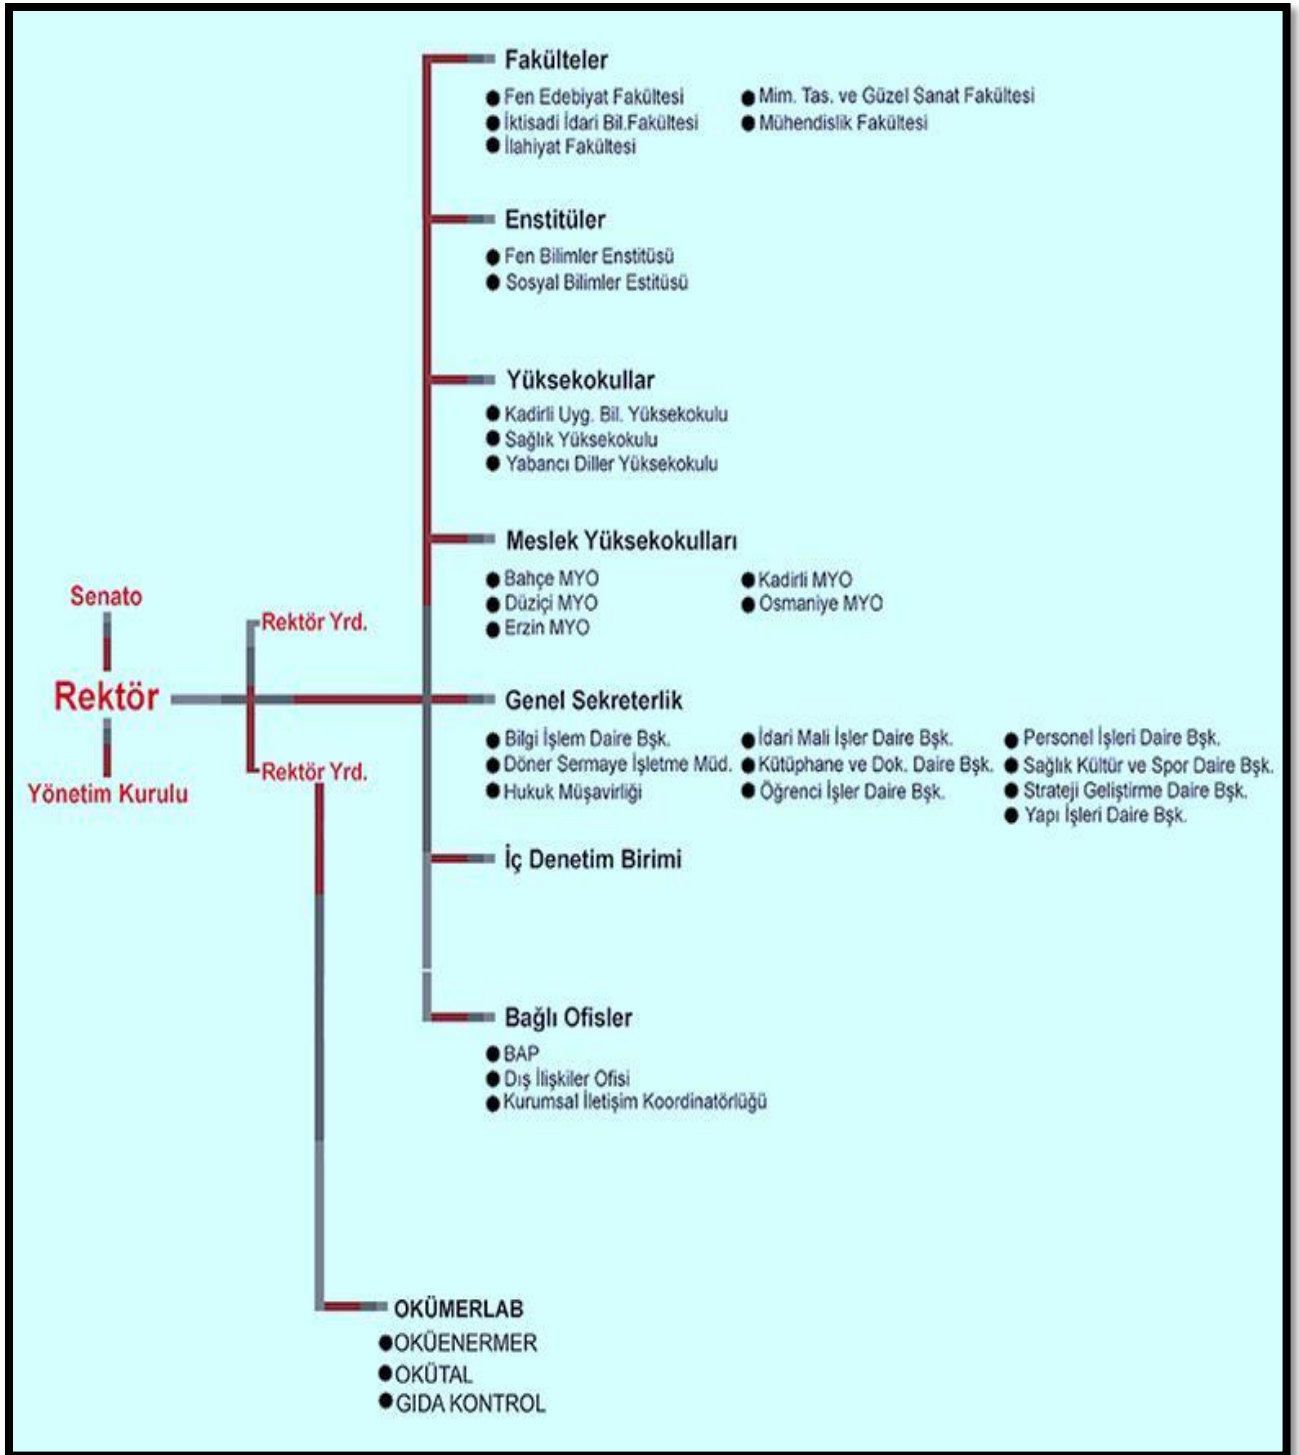 Fakülteler
Fen Edebiyat Fakültesi
İktisadi İdari Bil.Fakültesi
İlahiyat Fakültesi
Mim. Tas. ve Güzel Sanat Fakültesi
Mühendislik Fakültesi
Enstitüler
Fen Bilimler Enstitüsü
Sosyal Bilimler Estitüsü
Yüksekokullar
Kadirli Uyg. Bil. Yüksekokulu
Sağlık Yüksekokulu
Yabancı Diller Yüksekokulu
Meslek Yüksekokulları
Bahçe MYO
Düziçi MYO
Erzin MYO
Kadirli MYO
Osmaniye MYO
Senato
Rektör
Yönetim Kurulu
Rektör Yrd.
Rektör Yrd.
Genel Sekreterlik
Bilgi İşlem Daire Bşk.
Döner Sermaye İşletme Müd.
Hukuk Müşavirliği
İdari Mali İşler Daire Bşk.
Kütüphane ve Dok. Daire Bşk.
Öğrenci İşler Daire Bşk.
Personel İşleri Daire Bşk.
Sağlık Kültür ve Spor Daire Bşk.
Strateji Geliştirme Daire Bşk.
Yapı İşleri Daire Bşk.
İç Denetim Birimi
Bağlı Ofisler
BAP
Dış İlişkiler Ofisi
Kurumsal İletişim Koordinatörlüğü
OKÜMERLAB
OKÜENERMER
OKÜTAL
GIDA KONTROL